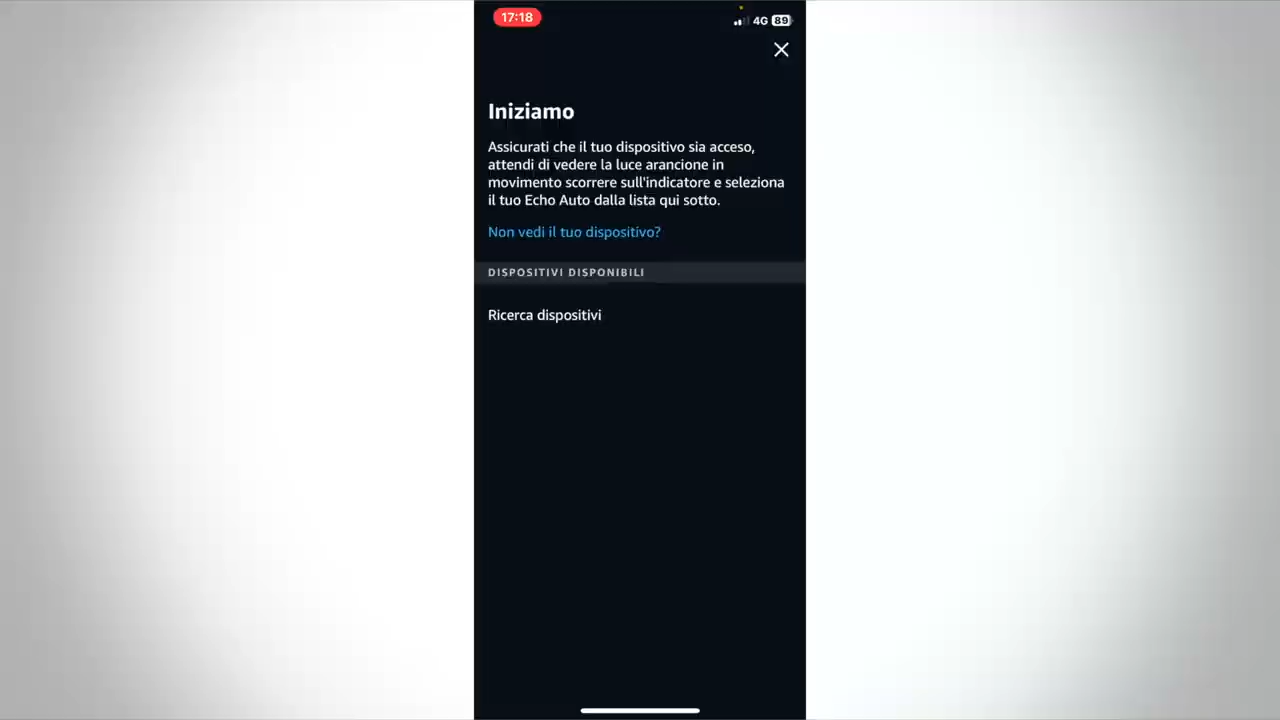 17:18
4G 89
Iniziamo
Assicurati che il tuo dispositivo sia acceso,
attendi di vedere la luce arancione in
movimento scorrere sull'indicatore e seleziona
il tuo Echo Auto dalla lista qui sotto.
Non vedi il tuo dispositivo?
DISPOSITIVI DISPONIBILI
Ricerca dispositivi